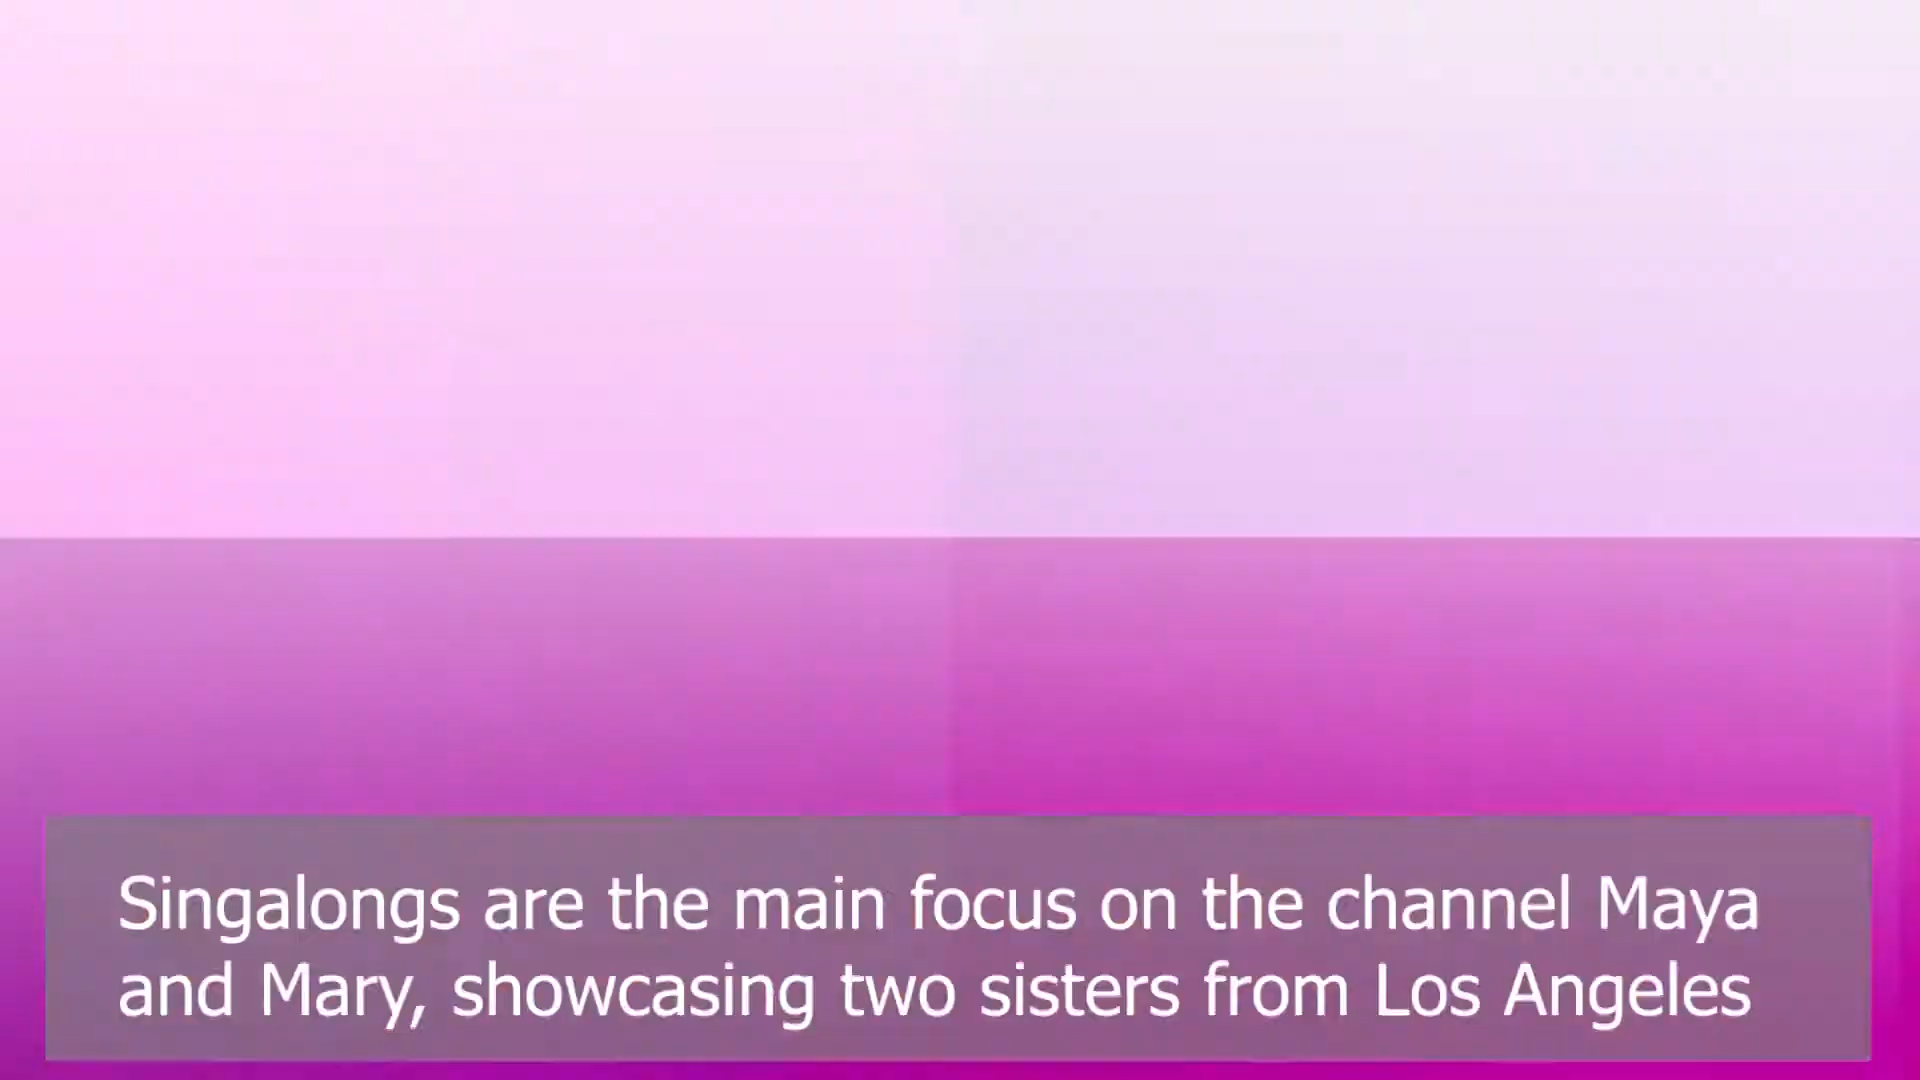 Singalongs are the main focus on the channel Maya
and Mary, showcasing two sisters from Los Angeles